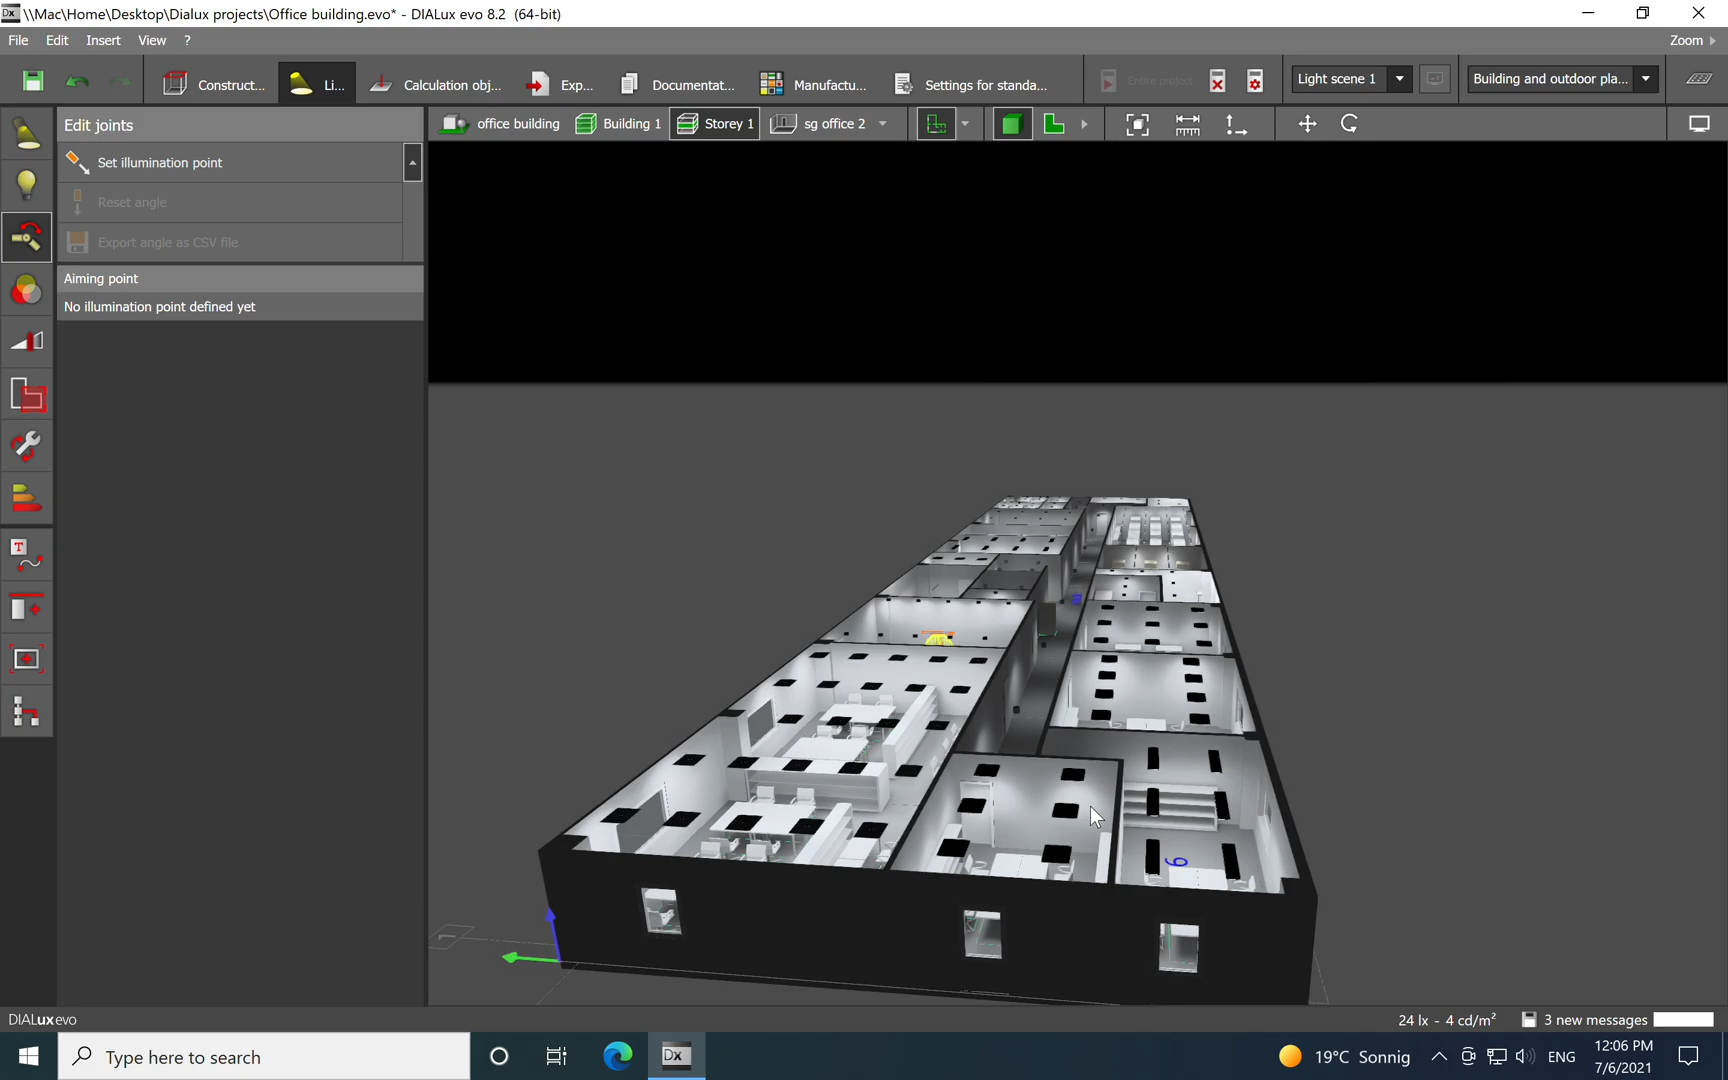 \\Mac\Home\Desktop\Dialux projects\Office building.evo* - DIALux evo 8.2 (64-bit)
File Edit Insert View ? Zoom
Construct... Li... Calculation obj... Exp... Documentat... Manufactu... Settings for standa... Entire project Light scene 1 Building and outdoor pla...
Edit joints
office building Building 1 Storey 1 sg office 2
Set illumination point
Reset angle
Export angle as CSV file
Aiming point
No illumination point defined yet
DIALux evo
24 lx - 4 cd/m²
3 new messages
Type here to search
Dx
19°C Sonnig
ENG
12:06 PM
7/6/2021